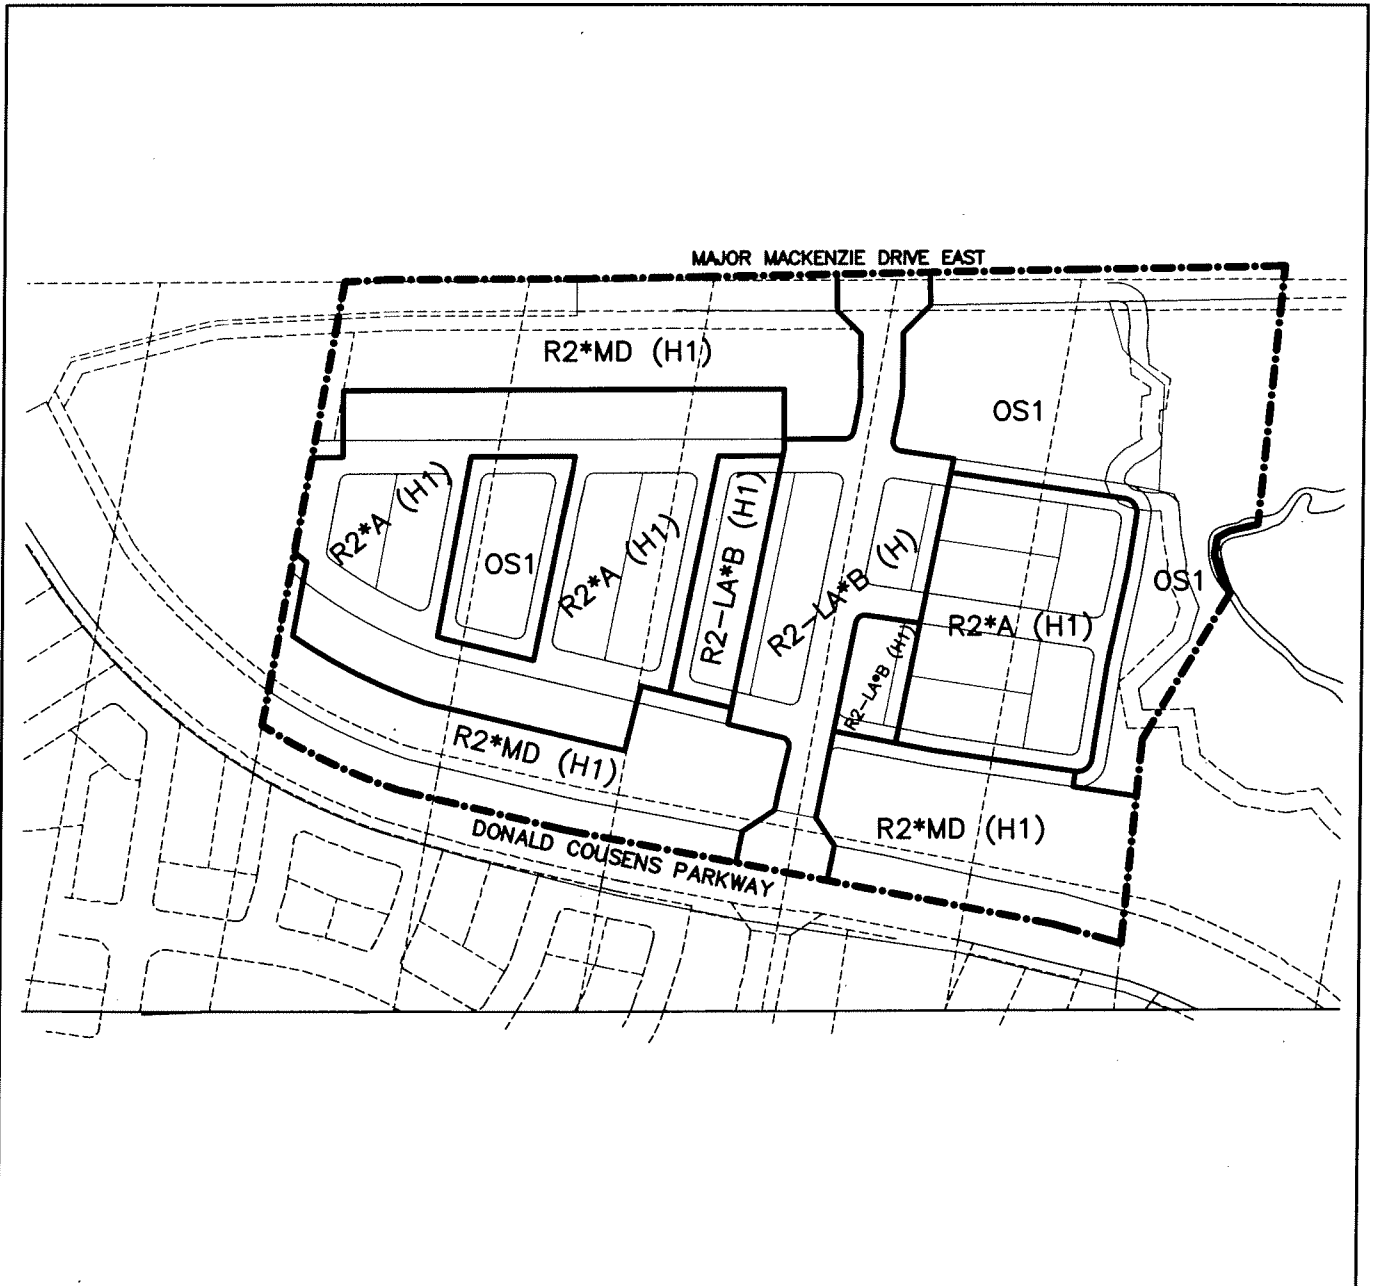 MAJOR MACKENZIE DRIVE EAST
R2*MD (H1)
OS1
R2*A (H1)
OS1
R2*A (H1)
R2-LA*B (H1)
R2-LA*B (H)
R2-LA*B (H1)
R2*A (H1)
OS1
R2*MD (H1)
R2*MD (H1)
DONALD COUSENS PARKWAY